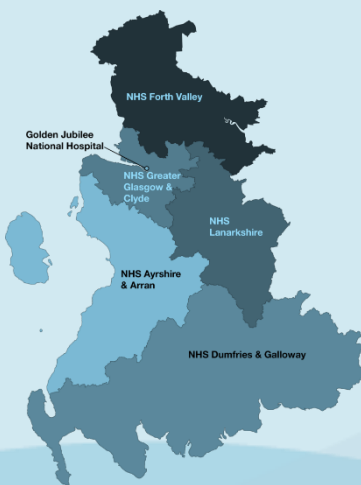 NHS Forth Valley
Golden Jubilee
National Hospital
NHS Greater
Glasgow &
Clyde
NHS
Lanarkshire
NHS Ayrshire
& Arran
NHS Dumfries & Galloway